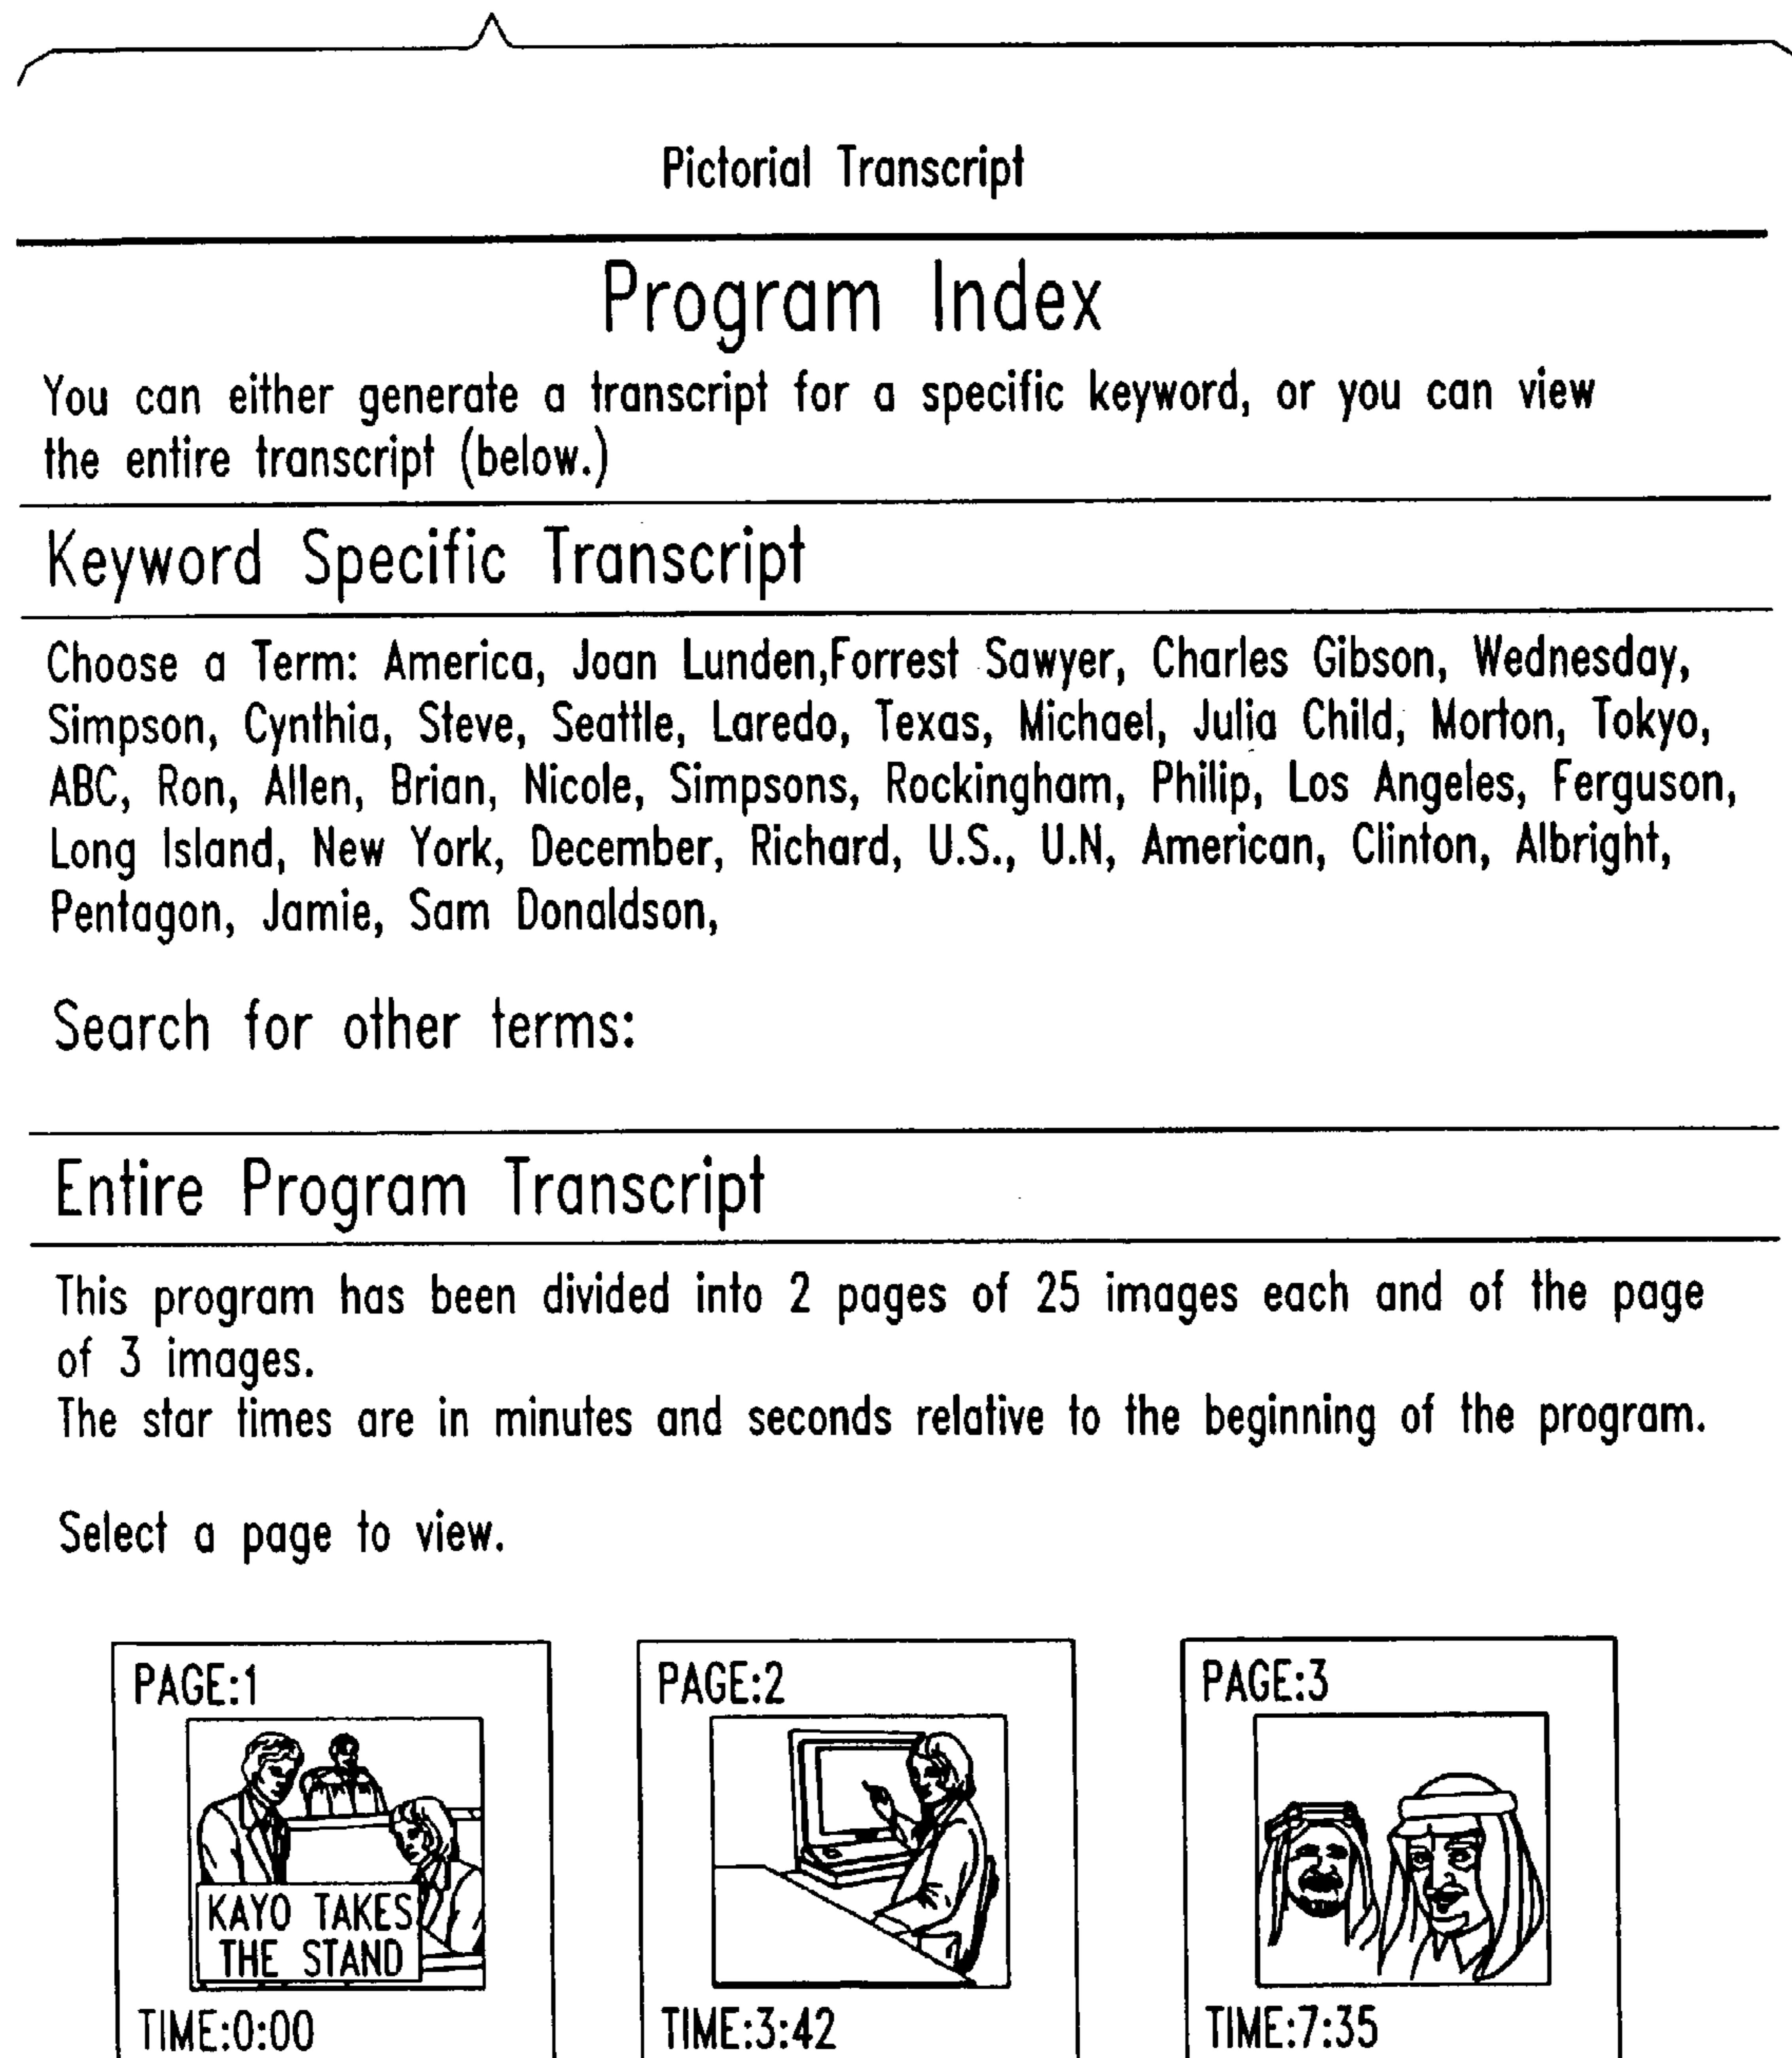 Pictorial Transcript
Program Index
You can either generate a transcript for a specific keyword, or you can view
the entire transcript (below.)
Keyword Specific Transcript
Choose a Term: America, Joan Lunden,Forrest Sawyer, Charles Gibson, Wednesday,
Simpson, Cynthia, Steve, Seattle, Laredo, Texas, Michael, Julia Child, Morton, Tokyo,
ABC, Ron, Allen, Brian, Nicole, Simpsons, Rockingham, Philip, Los Angeles, Ferguson,
Long Island, New York, December, Richard, U.S., U.N, American, Clinton, Albright,
Pentagon, Jamie, Sam Donaldson,
Search for other terms:
Entire Program Transcript
This program has been divided into 2 pages of 25 images each and of the page
of 3 images.
The star times are in minutes and seconds relative to the beginning of the program.
Select a page to view.
PAGE:1 PAGE:2 PAGE:3
KAYO TAKES
THE STAND
TIME:0:00 TIME:3:42 TIME:7:35